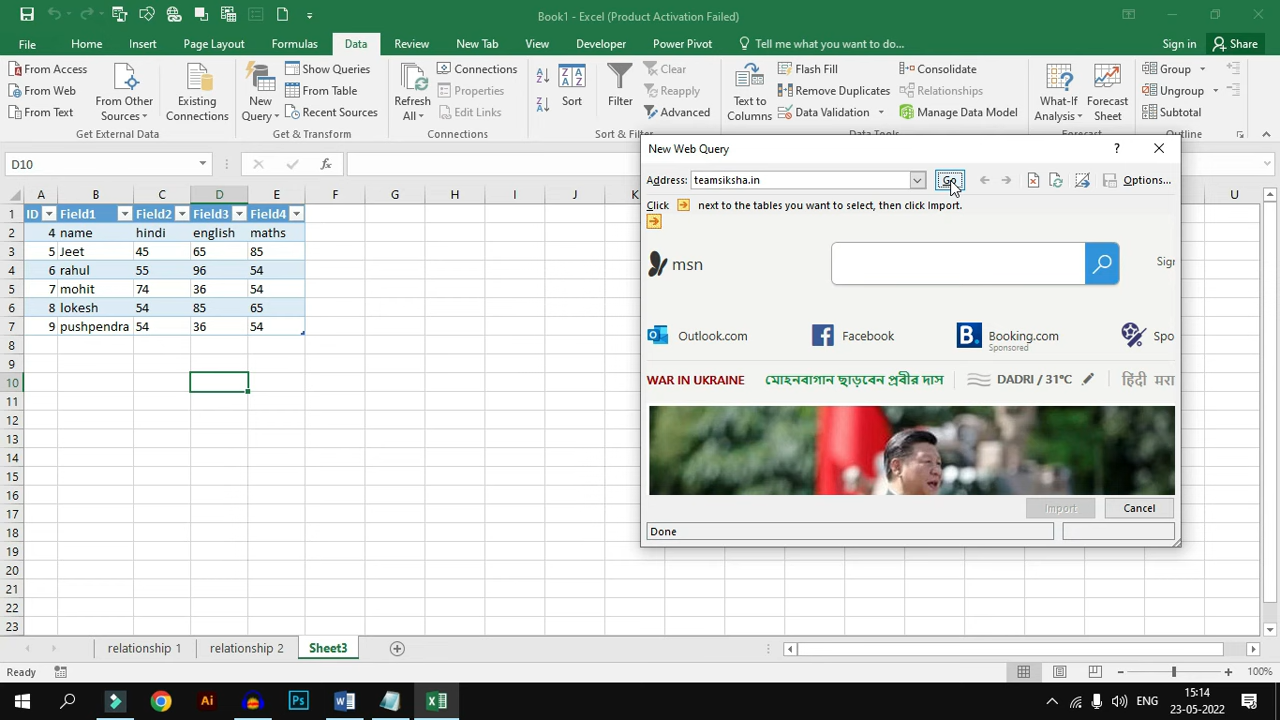 Book1 - Excel (Product Activation Failed)
File Home Insert Page Layout Formulas Data Review New Tab View Developer Power Pivot Tell me what you want to do... Sign in Share
From Access
From Web
From Text
From Other Sources
Existing Connections
Get External Data
New Query
Show Queries
From Table
Recent Sources
Get & Transform
Refresh All
Connections
Properties
Edit Links
Connections
Sort
Filter
Clear
Reapply
Advanced
Sort & Filter
Text to Columns
Flash Fill
Remove Duplicates
Data Validation
Consolidate
Relationships
Manage Data Model
Data Tools
What-If Analysis
Forecast Sheet
Forecast
Group
Ungroup
Subtotal
Outline
D10
fx
A B C D E F G H I J K U
1 ID Field1 Field2 Field3 Field4
2 4 name hindi english maths
3 5 Jeet 45 65 85
4 6 rahul 55 96 54
5 7 mohit 74 36 54
6 8 lokesh 54 85 65
7 9 pushpendra 54 36 54
8
9
10
11
12
13
14
15
16
17
18
19
20
21
22
23
New Web Query
?
Address: teamsiksha.in Go Options...
Click next to the tables you want to select, then click Import.
msn
Sign
Outlook.com Facebook Booking.com Spo
Sponsored
WAR IN UKRAINE মোহনবাগান ছাড়বেন প্রবীর দাস DADRI / 31°C हिंदी मरा
Import Cancel
Done
relationship 1 relationship 2 Sheet3
Ready 100%
Ai Ps ENG 15:14
23-05-2022